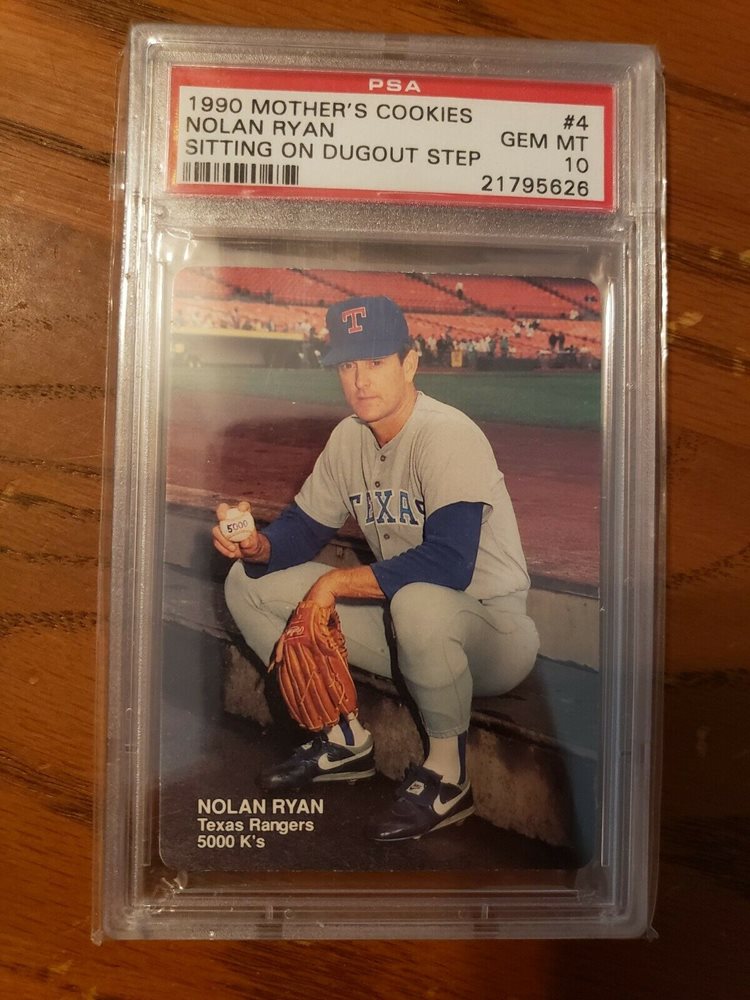 PSA
1990 MOTHER'S COOKIES #4
NOLAN RYAN GEM MT
SITTING ON DUGOUT STEP 10
21795626
T
5000
TEXAS
NOLAN RYAN
Texas Rangers
5000 K's